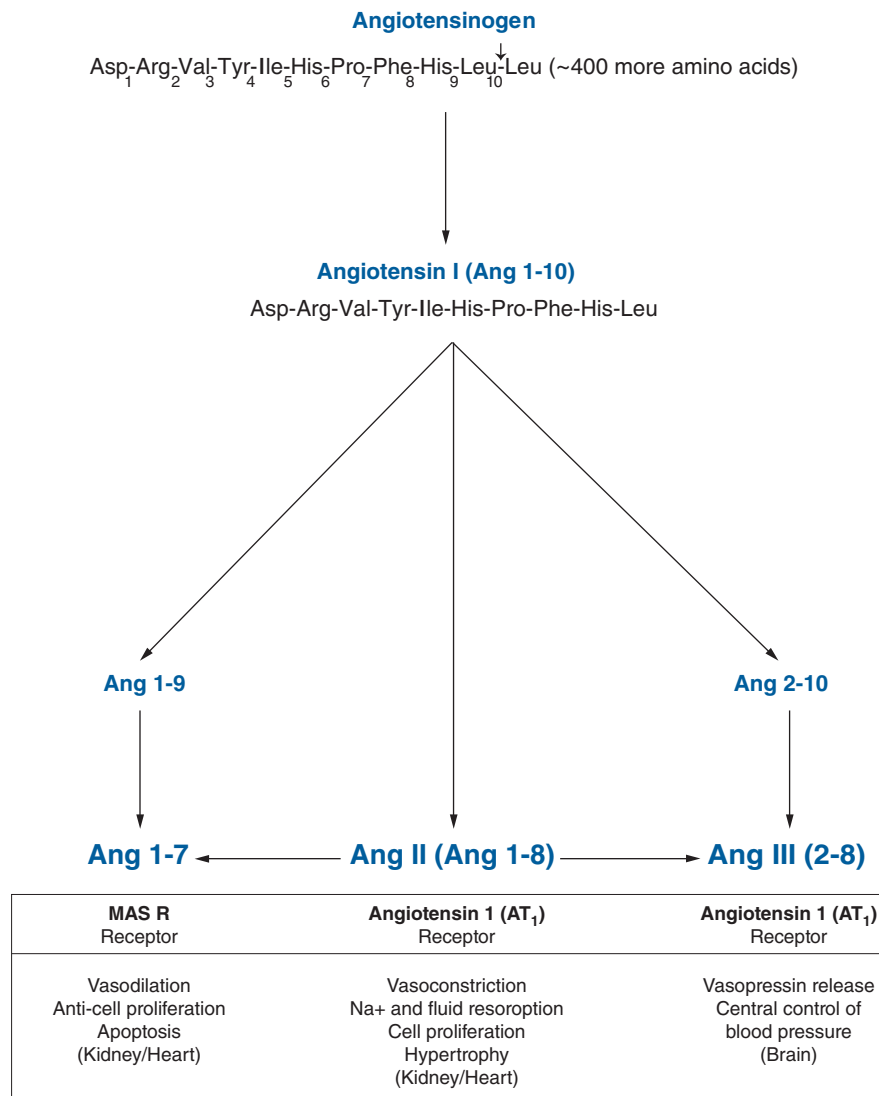 Angiotensinogen
Asp-Arg-Val-Tyr-Ile-His-Pro-Phe-His-Leu-Leu (~400 more amino acids)
1 2 3 4 5 6 7 8 9 10
Angiotensin I (Ang 1-10)
Asp-Arg-Val-Tyr-Ile-His-Pro-Phe-His-Leu
Ang 1-9
Ang 2-10
Ang 1-7
Ang II (Ang 1-8)
Ang III (2-8)
MAS R
Receptor
Vasodilation
Anti-cell proliferation
Apoptosis
(Kidney/Heart)
Angiotensin 1 (AT1)
Receptor
Vasoconstriction
Na+ and fluid resoroption
Cell proliferation
Hypertrophy
(Kidney/Heart)
Angiotensin 1 (AT1)
Receptor
Vasopressin release
Central control of
blood pressure
(Brain)